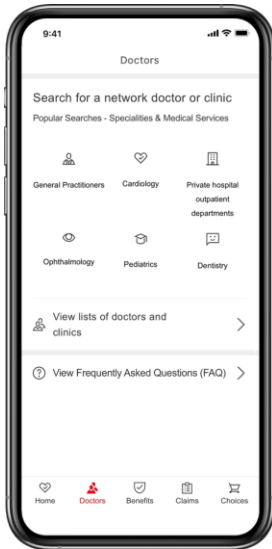 9:41
Doctors
Search for a network doctor or clinic
Popular Searches - Specialities & Medical Services
General Practitioners
Cardiology
Private hospital
outpatient
departments
Ophthalmology
Pediatrics
Dentistry
View lists of doctors and
clinics
View Frequently Asked Questions (FAQ)
Home
Doctors
Benefits
Claims
Choices